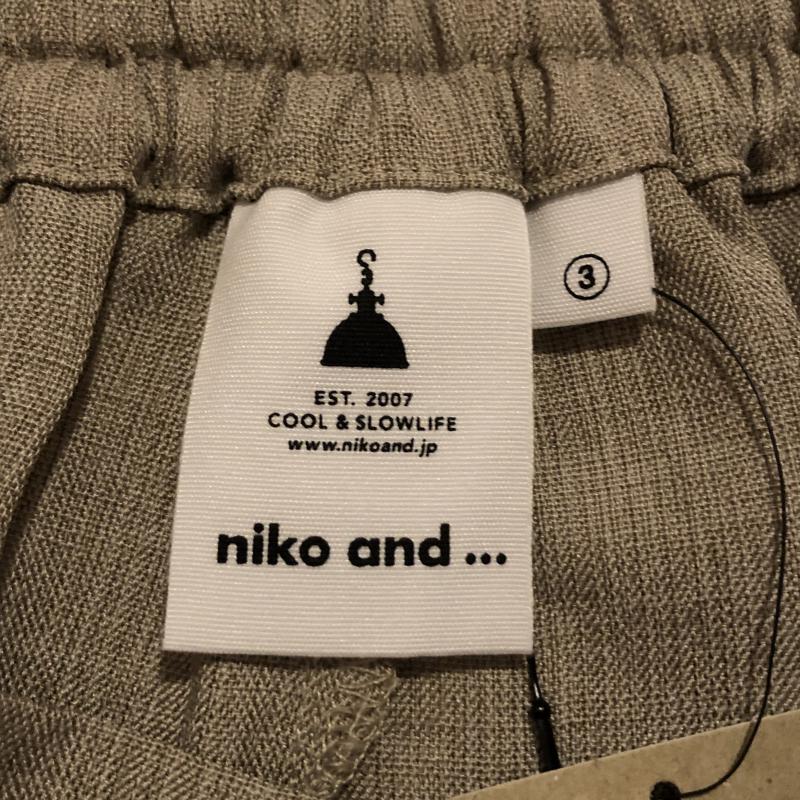 ③
EST. 2007
COOL & SLOWLIFE
www.nikoand.jp
niko and ...